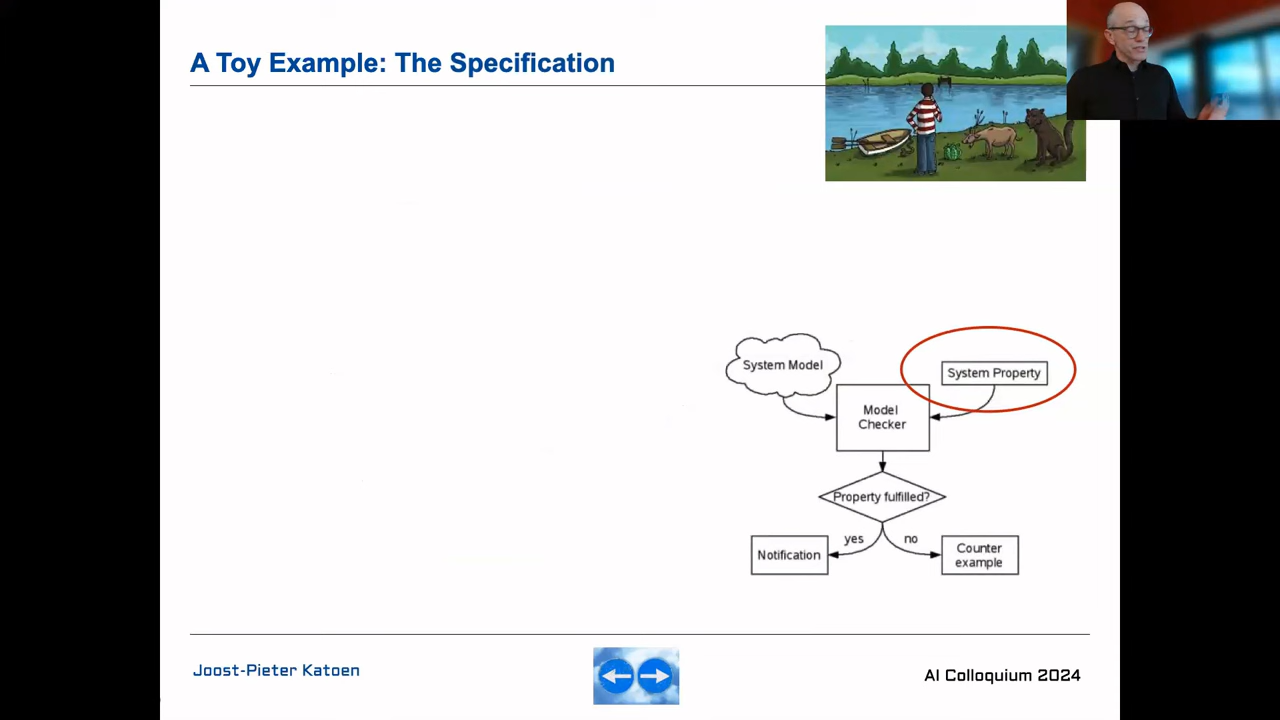 A Toy Example: The Specification
System Model
System Property
Model
Checker
Property fulfilled?
yes
no
Notification
Counter
example
Joost-Pieter Katoen
AI Colloquium 2024